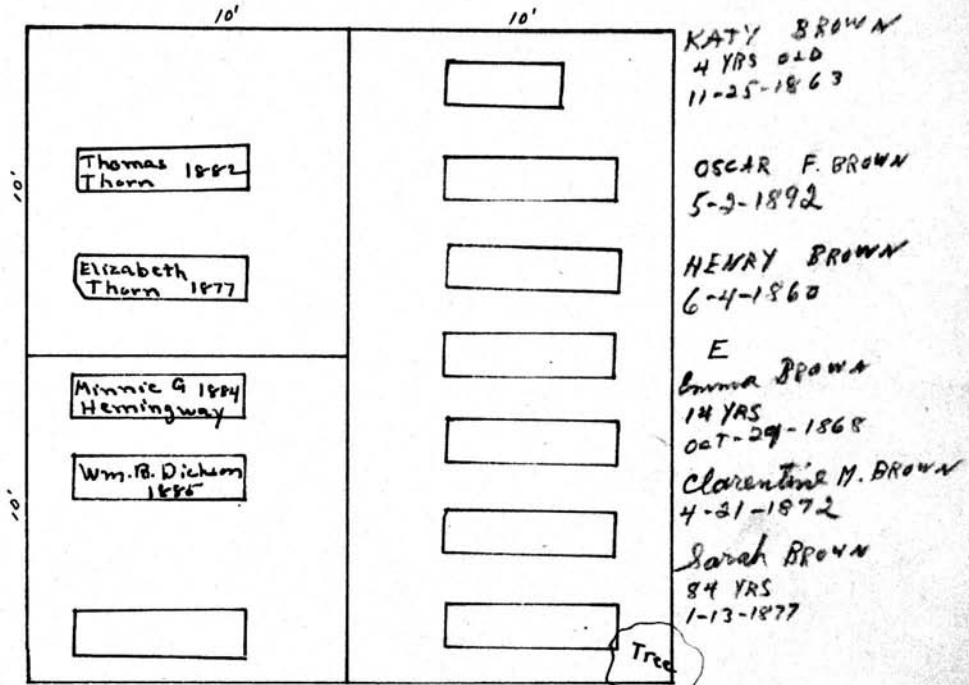 10'
10'
10'
Thomas
Thorn 1882
Elizabeth
Thorn 1877
10'
Minnie G 1884
Hemingway
Wm. B. Dickson
1885
Tree
KATY BROWN
4 YRS OLD
11-25-1863
OSCAR F. BROWN
5-2-1892
HENRY BROWN
6-4-1860
E
Emma BROWN
14 YRS
OCT-29-1868
Clarentine M. BROWN
4-21-1872
Sarah BROWN
84 YRS
1-13-1877